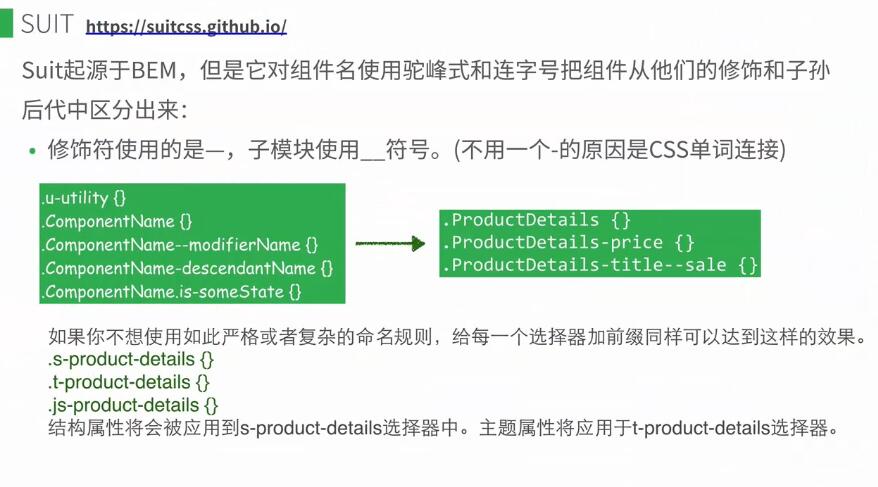 SUIT https://suitcss.github.io/
Suit起源于BEM，但是它对组件名使用驼峰式和连字号把组件从他们的修饰和子孙
后代中区分出来：
• 修饰符使用的是—，子模块使用__符号。(不用一个-的原因是CSS单词连接)
.u-utility {}
.ComponentName {}
.ComponentName--modifierName {}
.ComponentName-descendantName {}
.ComponentName.is-someState {}
.ProductDetails {}
.ProductDetails-price {}
.ProductDetails-title--sale {}
如果你不想使用如此严格或者复杂的命名规则，给每一个选择器加前缀同样可以达到这样的效果。
.s-product-details {}
.t-product-details {}
.js-product-details {}
结构属性将会被应用到s-product-details选择器中。主题属性将应用于t-product-details选择器。